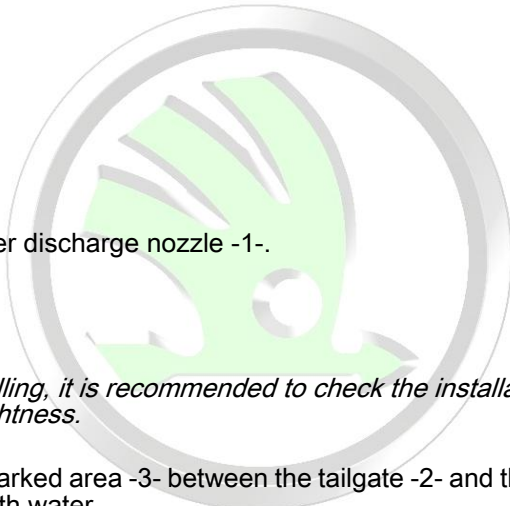 er discharge nozzle -1-.
lling, it is recommended to check the installa
htness.
arked area -3- between the tailgate -2- and th
th water